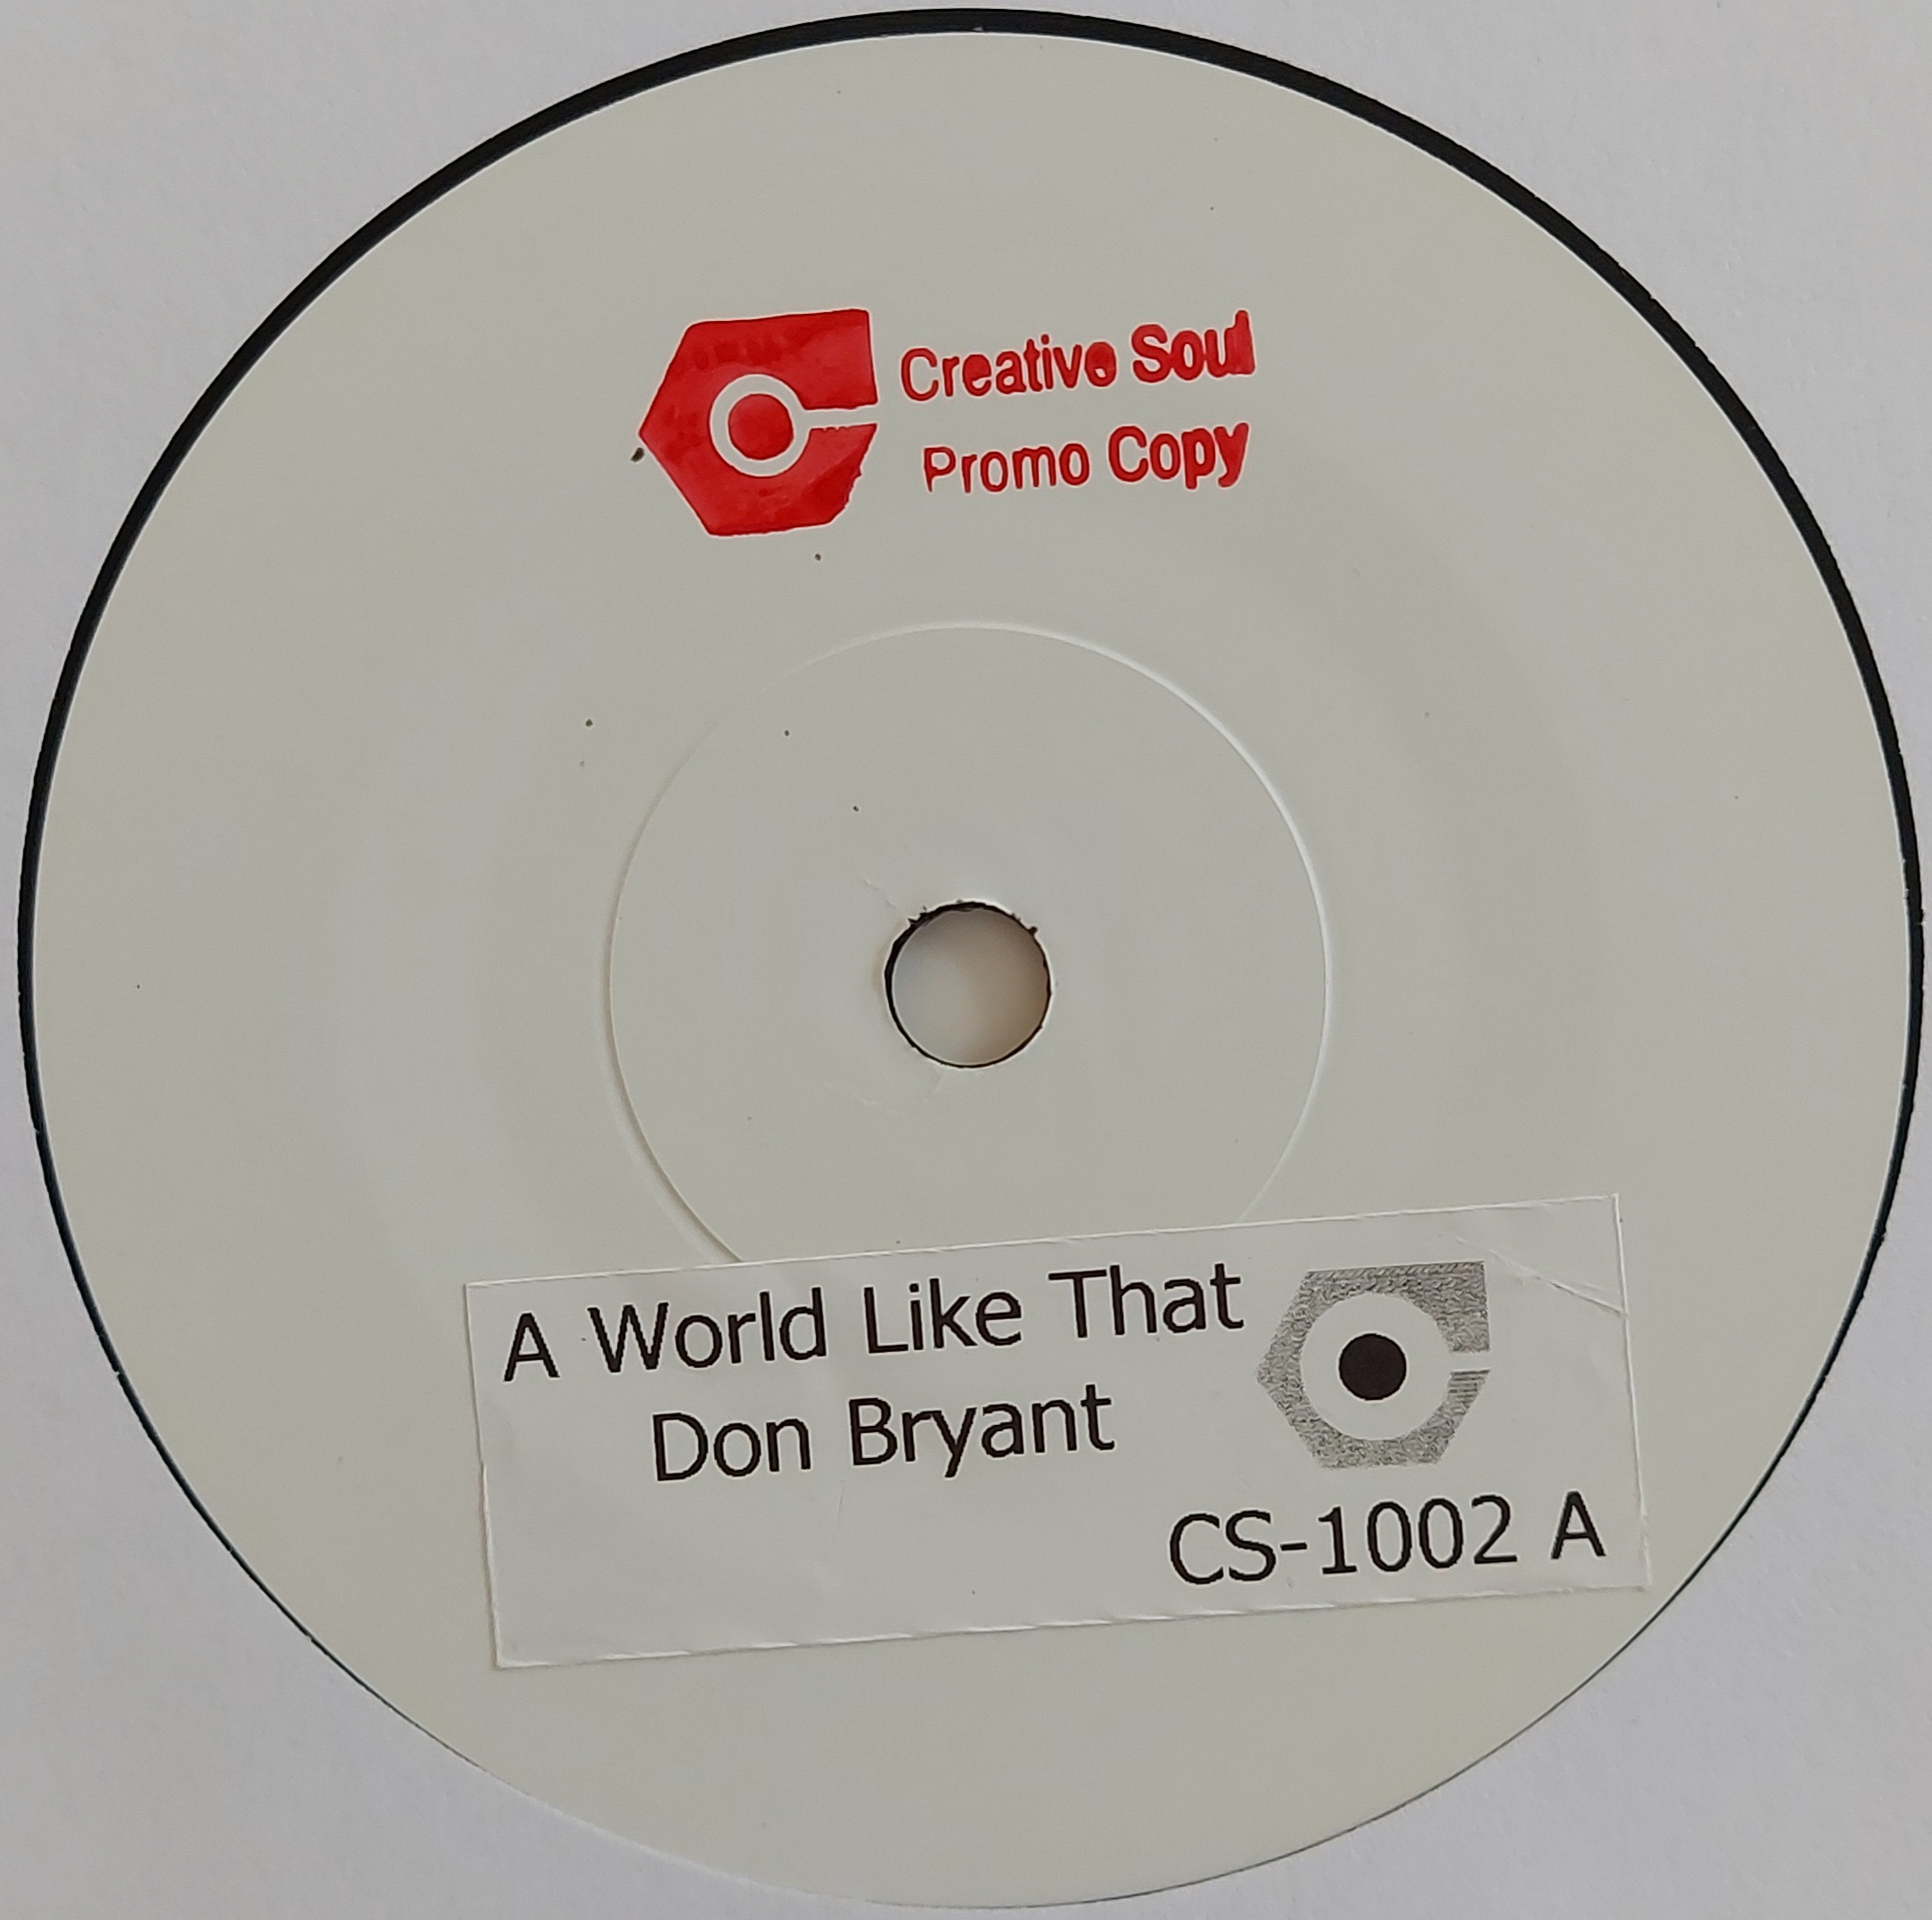 Creative Soul
Promo Copy
A World Like That
Don Bryant
CS-1002 A